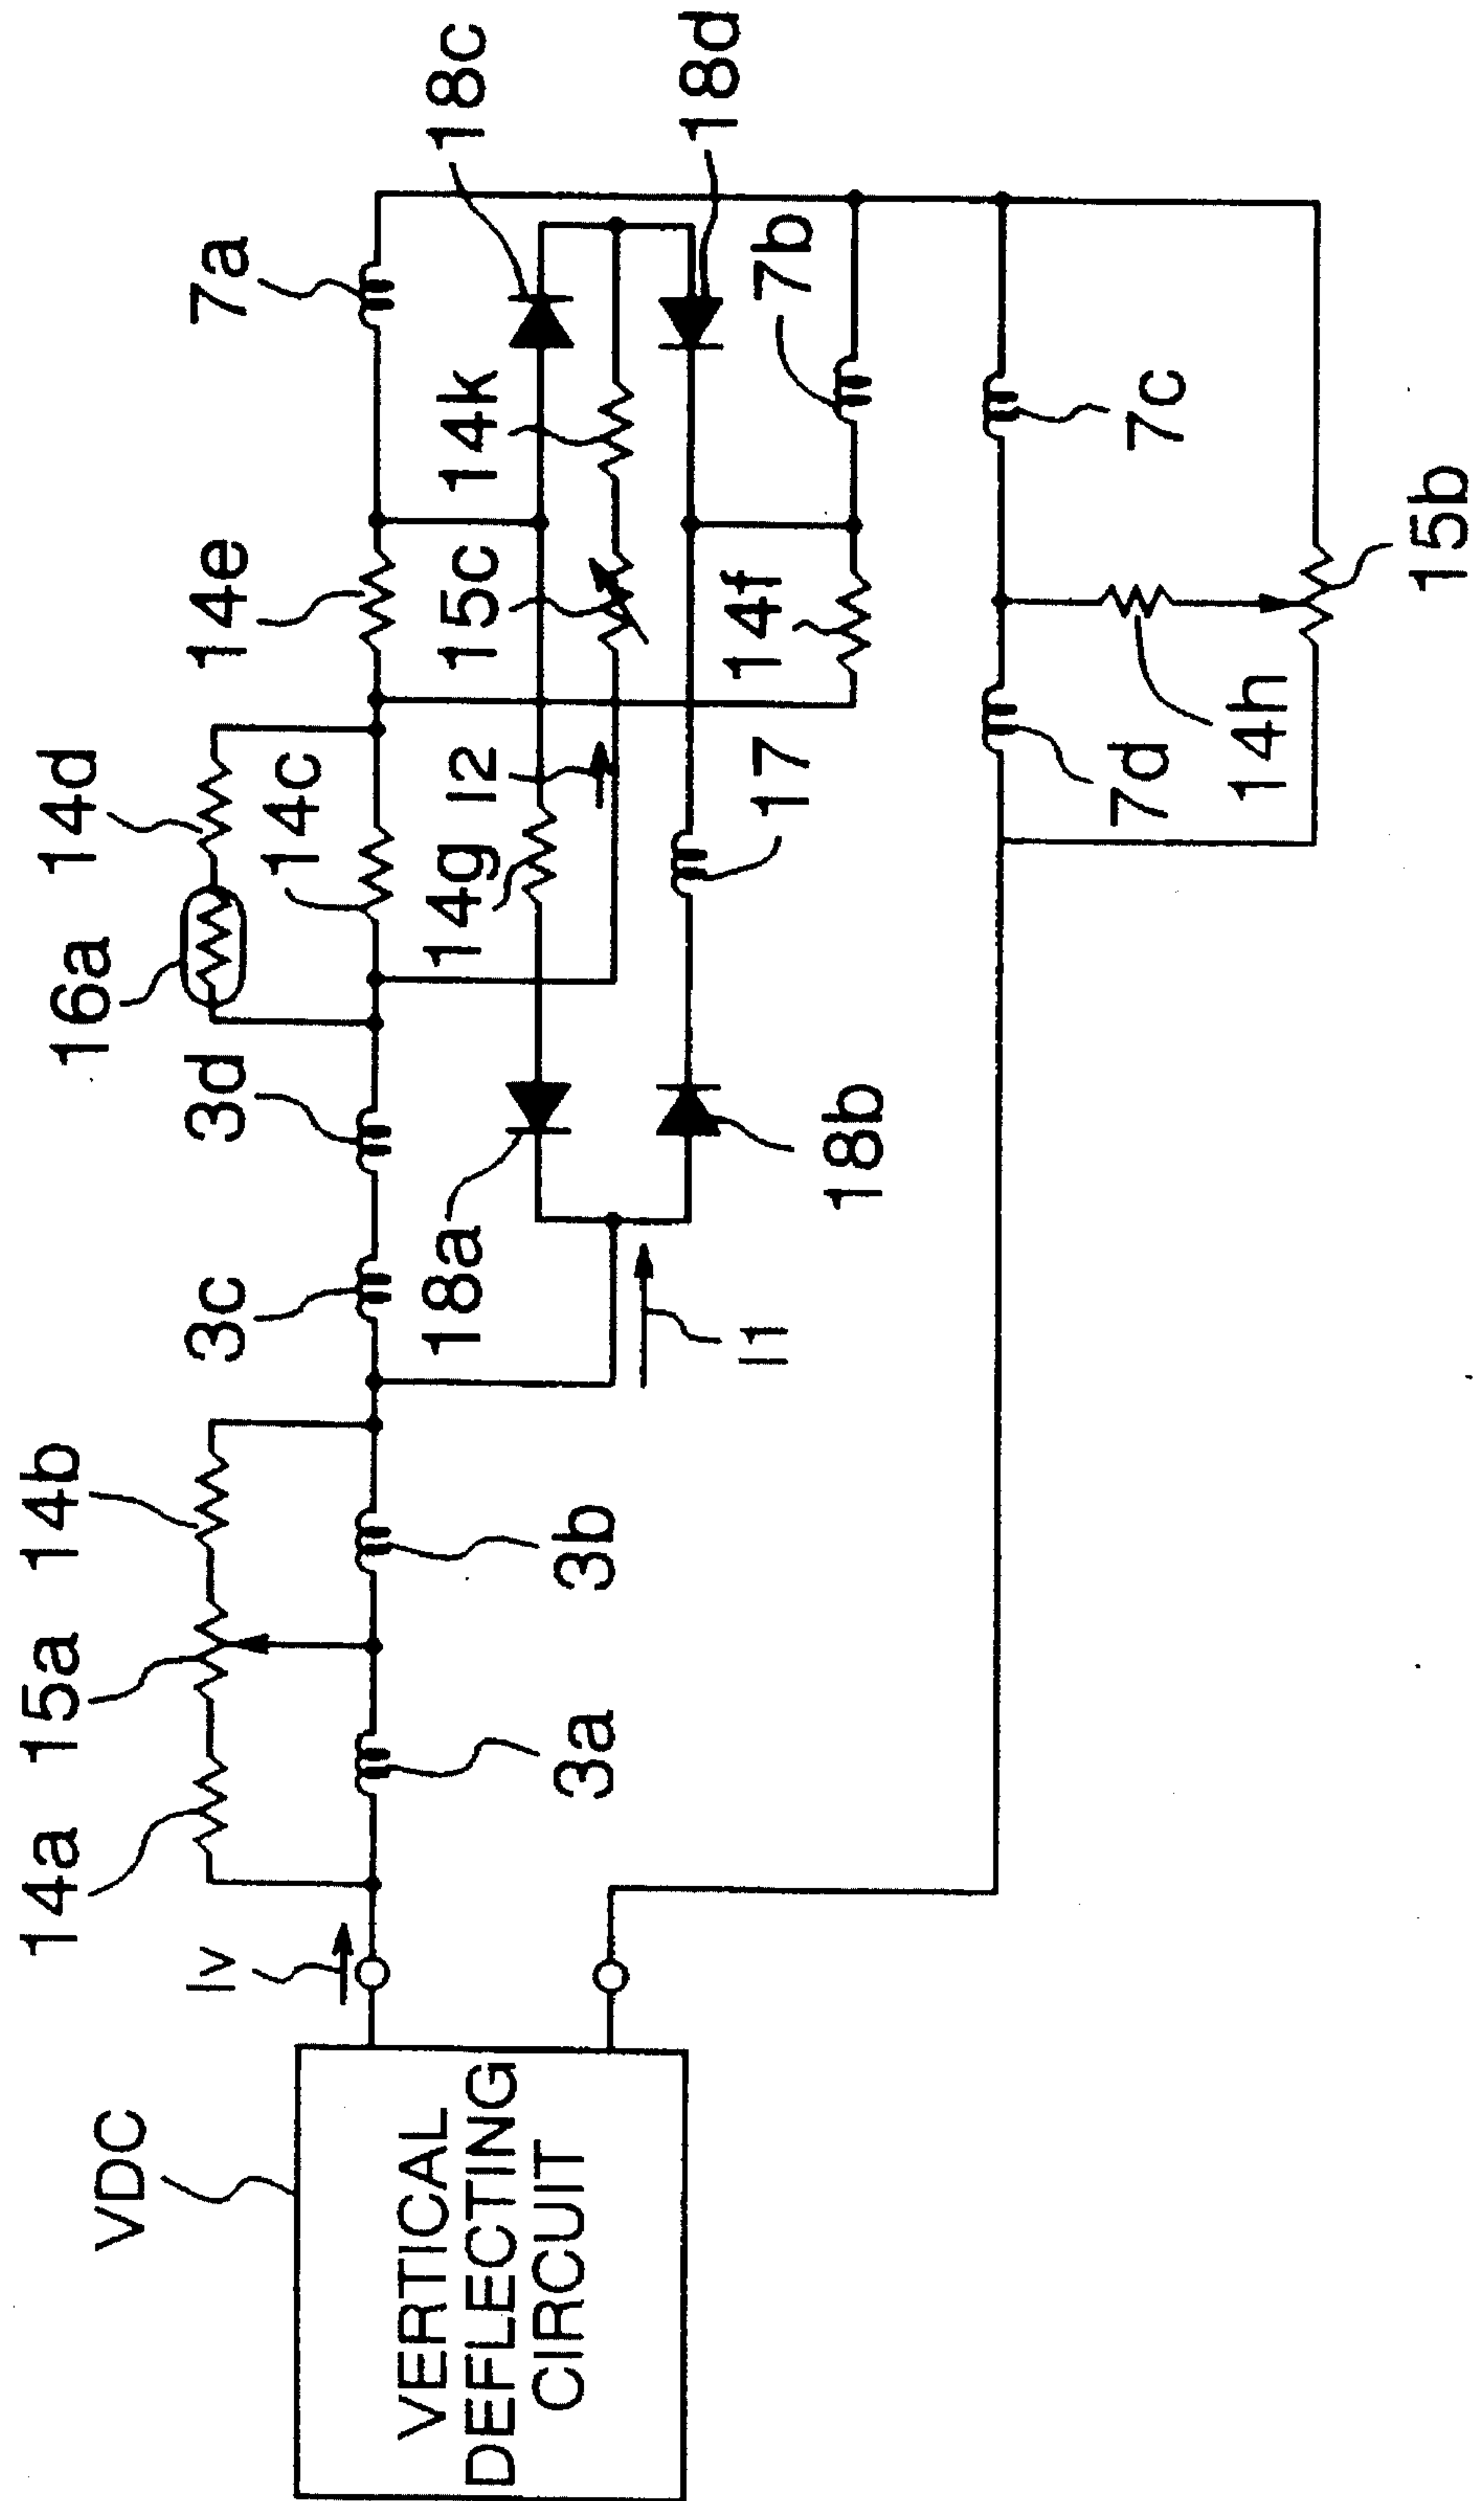 VDC
VERTICAL
DEFLECTING
CIRCUIT
Iv
14a
15a
14b
3a
3b
3c
3d
16a
14d
14c
14e
7a
18a
18b
I1
14g
I2
17
15c
14k
14f
18c
18d
7b
7c
7d
14h
15b